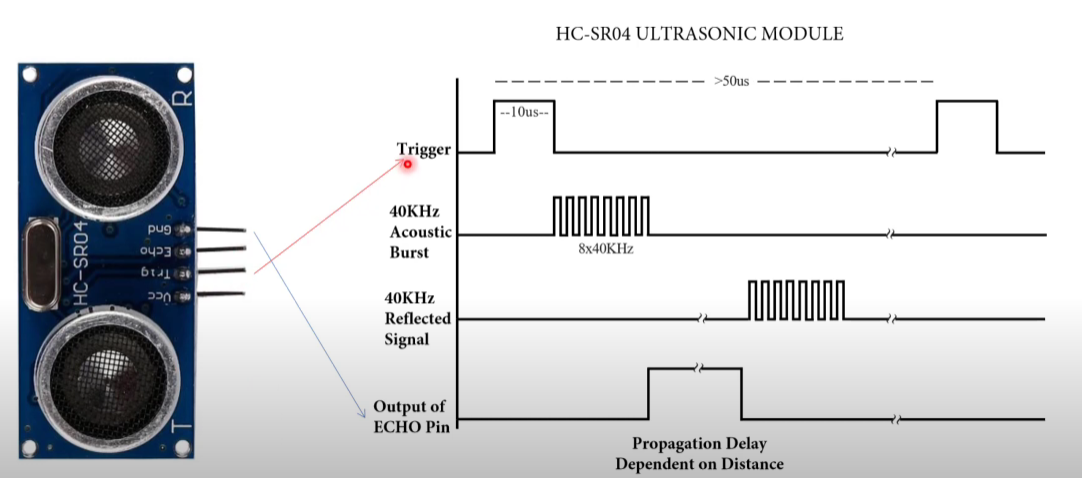 HC-SR04 ULTRASONIC MODULE
>50us
--10us--
Trigger
40KHz
Acoustic
Burst
8x40KHz
40KHz
Reflected
Signal
Output of
ECHO Pin
Propagation Delay
Dependent on Distance
R
HC-SR04
Gnd
Echo
Trig
Vcc
T